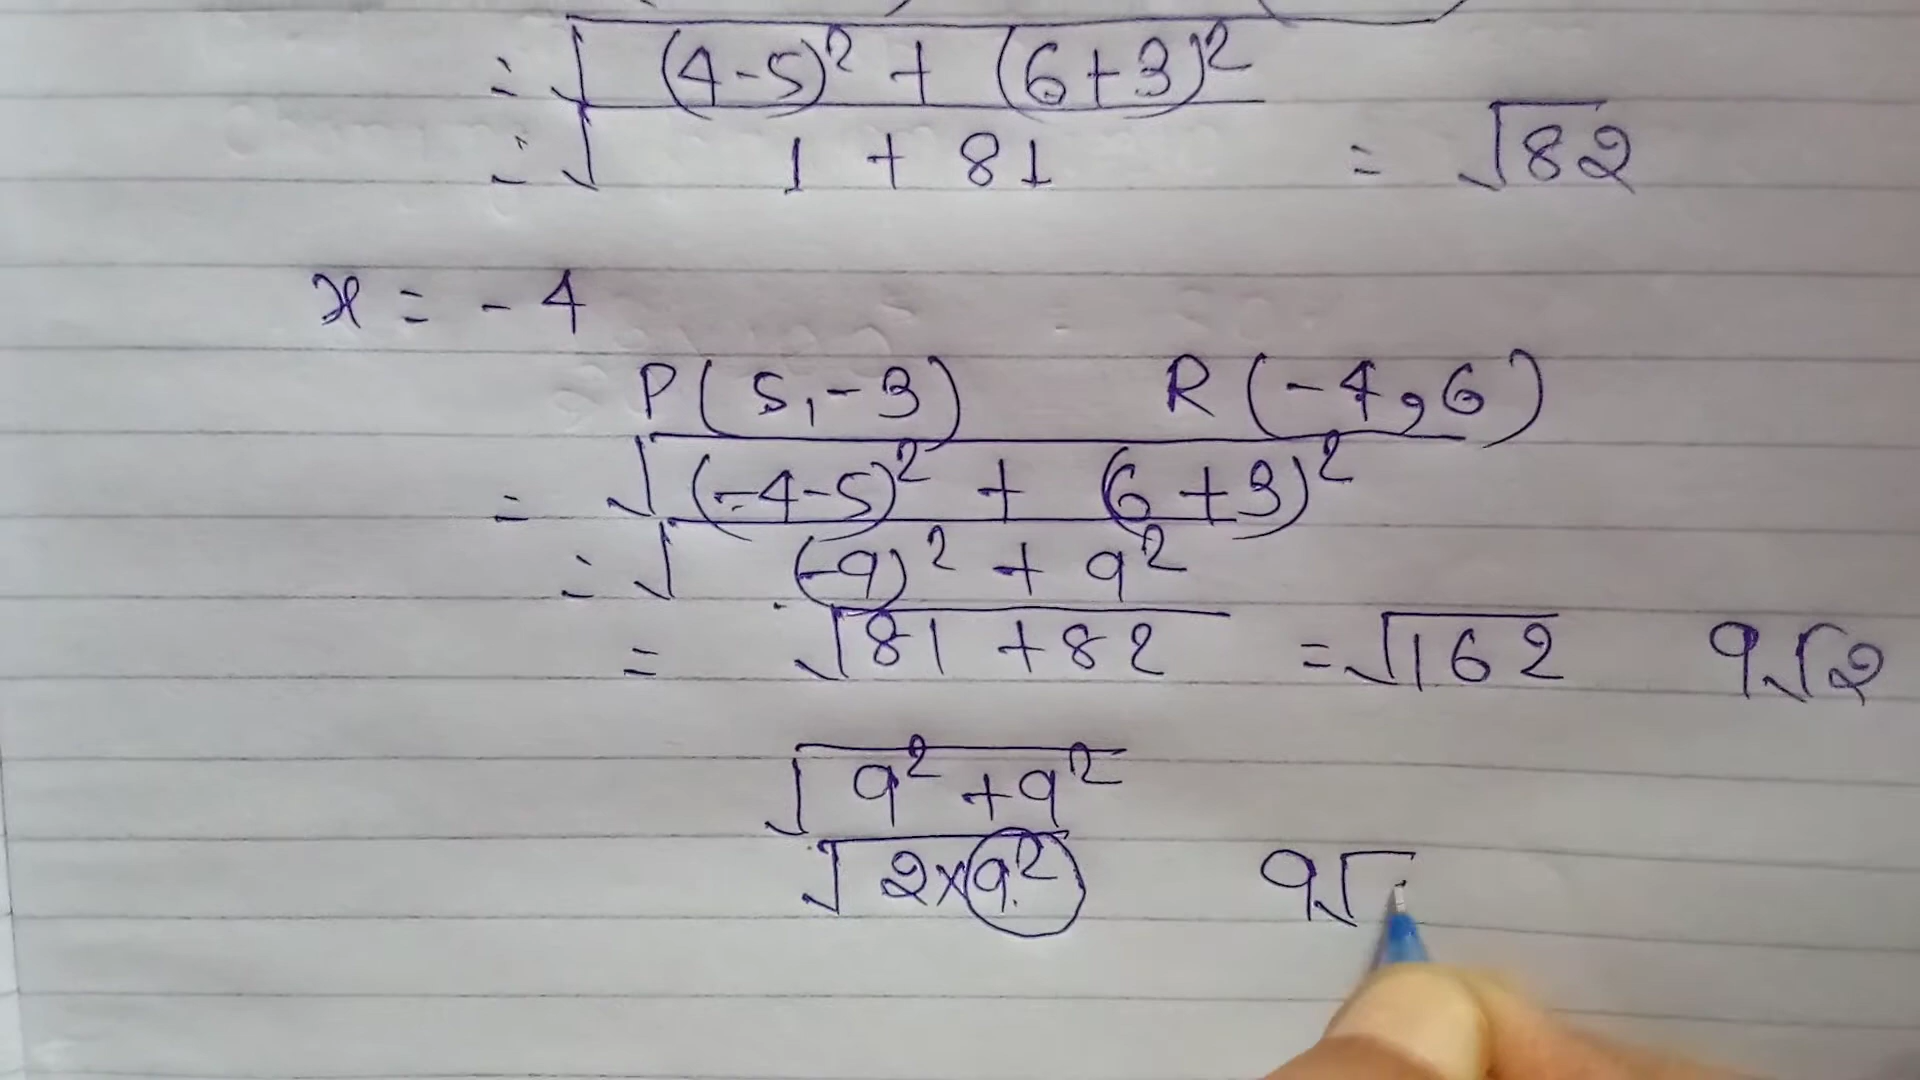 = √(4-5)² + (6+3)²
= √1 + 81 = √82
x = - 4
P(5,-3) R(-4,6)
= √(-4-5)² + (6+3)²
= √(-9)² + 9²
= √81 +82 = √162 9√2
√9² +9²
√2×9² 9√